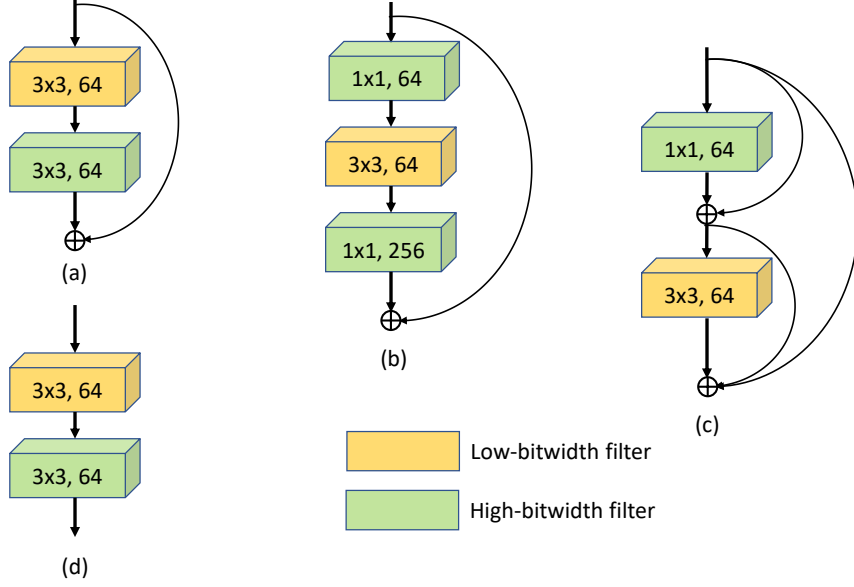 3x3, 64
3x3, 64
(a)
1x1, 64
3x3, 64
1x1, 256
(b)
1x1, 64
3x3, 64
(c)
3x3, 64
3x3, 64
(d)
Low-bitwidth filter
High-bitwidth filter